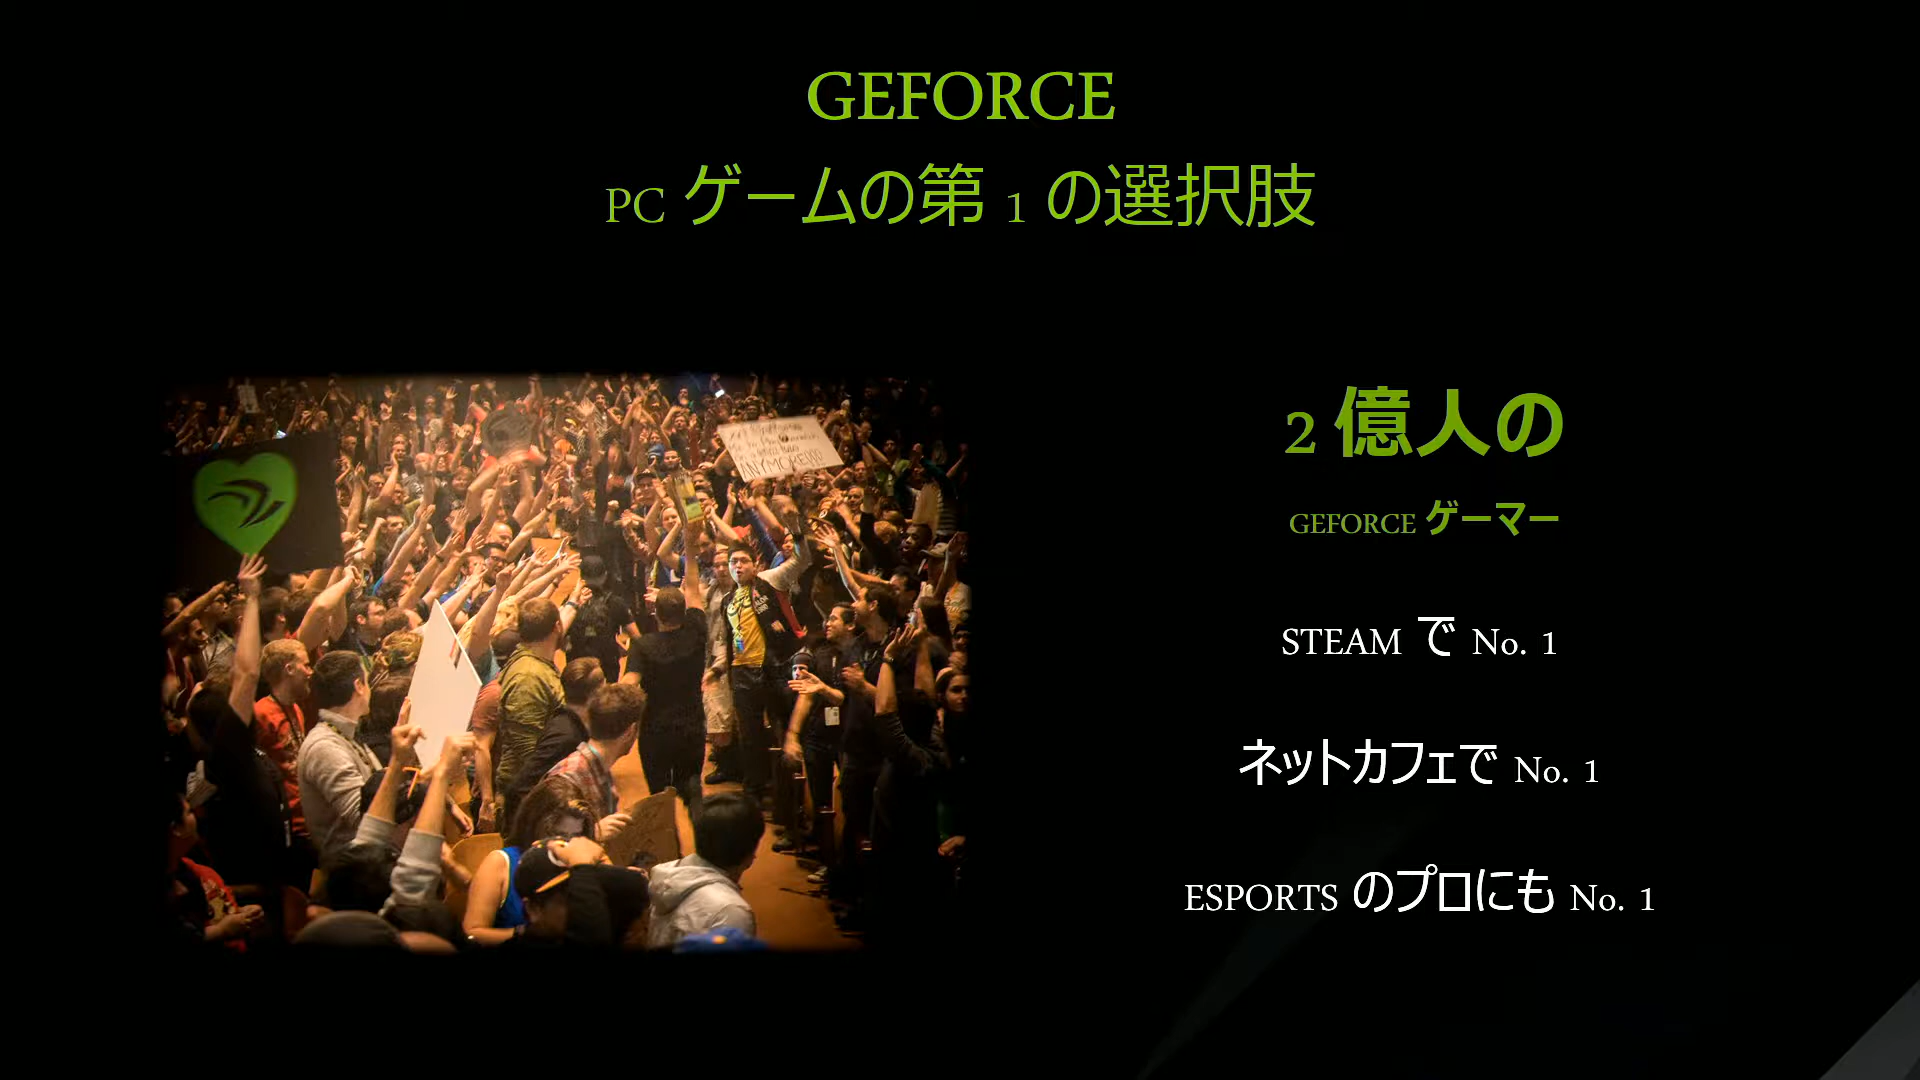 GEFORCE
PC ゲームの第 1 の選択肢
2 億人の
GEFORCE ゲーマー
STEAM で No. 1
ネットカフェで No. 1
ESPORTS のプロにも No. 1
ANYMORE